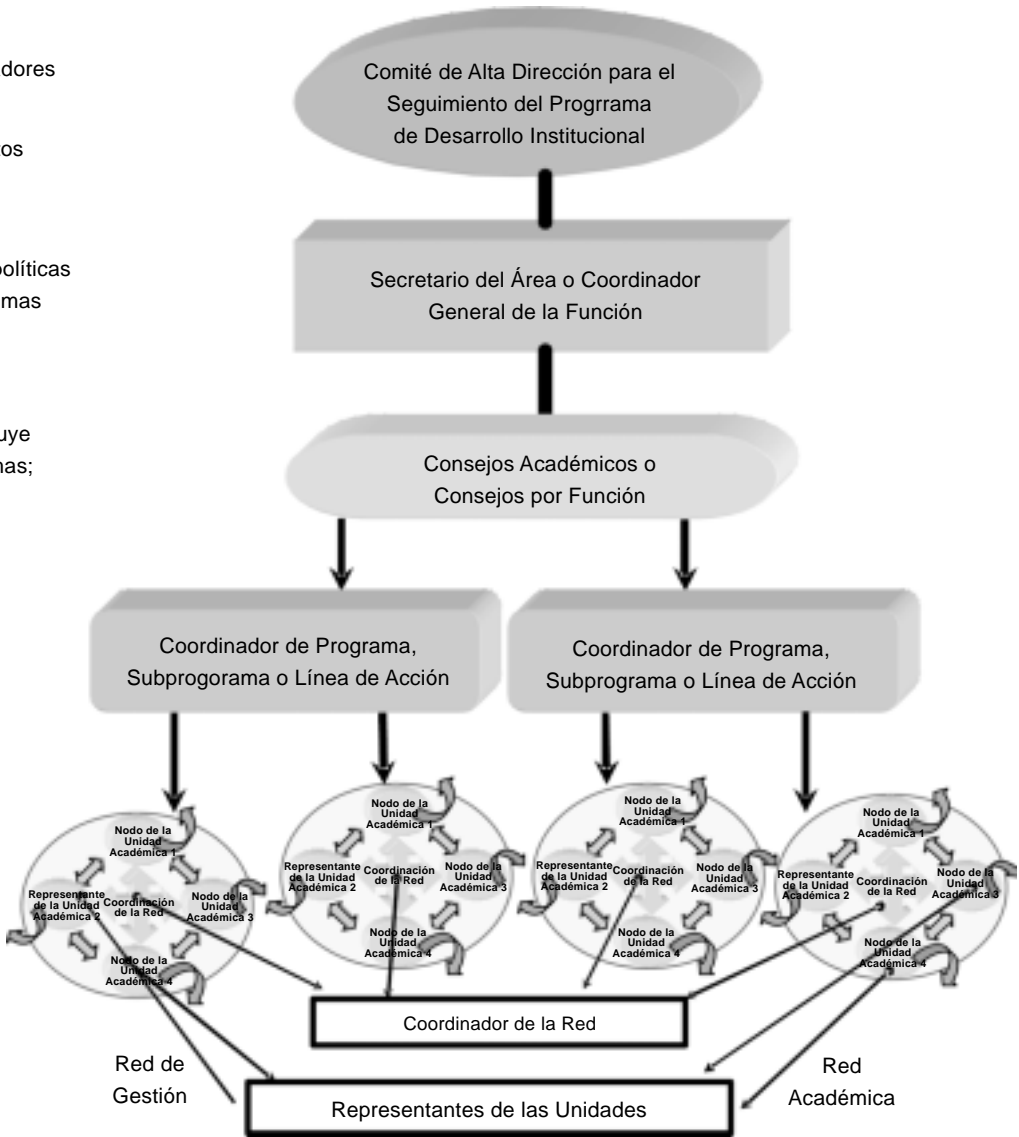 adores
Comité de Alta Dirección para el
Seguimiento del Progrrama
de Desarrollo Institucional
tos
políticas
mas
Secretario del Área o Coordinador
General de la Función
uye
nas;
Consejos Académicos o
Consejos por Función
Coordinador de Programa,
Subprogorama o Línea de Acción
Coordinador de Programa,
Subprograma o Línea de Acción
Nodo de la
Unidad
Académica 1
Representante
de la Unidad
Académica 2
Coordinación
de la Red
Nodo de la
Unidad
Académica 3
Nodo de la
Unidad
Académica 4
Nodo de la
Unidad
Académica 1
Representante
de la Unidad
Académica 2
Coordinación
de la Red
Nodo de la
Unidad
Académica 3
Nodo de la
Unidad
Académica 4
Nodo de la
Unidad
Académica 1
Representante
de la Unidad
Académica 2
Coordinación
de la Red
Nodo de la
Unidad
Académica 3
Nodo de la
Unidad
Académica 4
Nodo de la
Unidad
Académica 1
Representante
de la Unidad
Académica 2
Coordinación
de la Red
Nodo de la
Unidad
Académica 3
Nodo de la
Unidad
Académica 4
Coordinador de la Red
Red de
Gestión
Red
Académica
Representantes de las Unidades